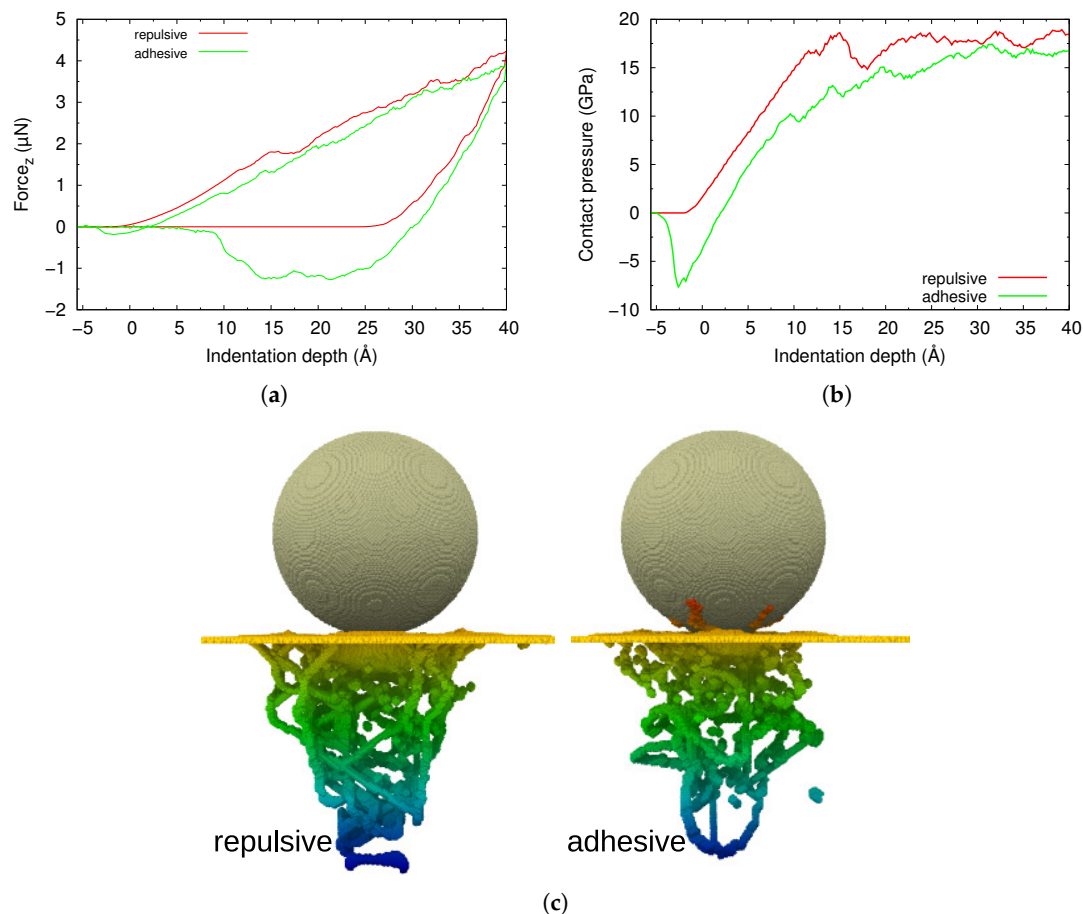 5
4
3
2
1
0
−1
−2
Force_z (μN)
repulsive
adhesive
−5 0 5 10 15 20 25 30 35 40
Indentation depth (Å)
(a)
20
15
10
5
0
−5
−10
Contact pressure (GPa)
repulsive
adhesive
−5 0 5 10 15 20 25 30 35 40
Indentation depth (Å)
(b)
repulsive
adhesive
(c)